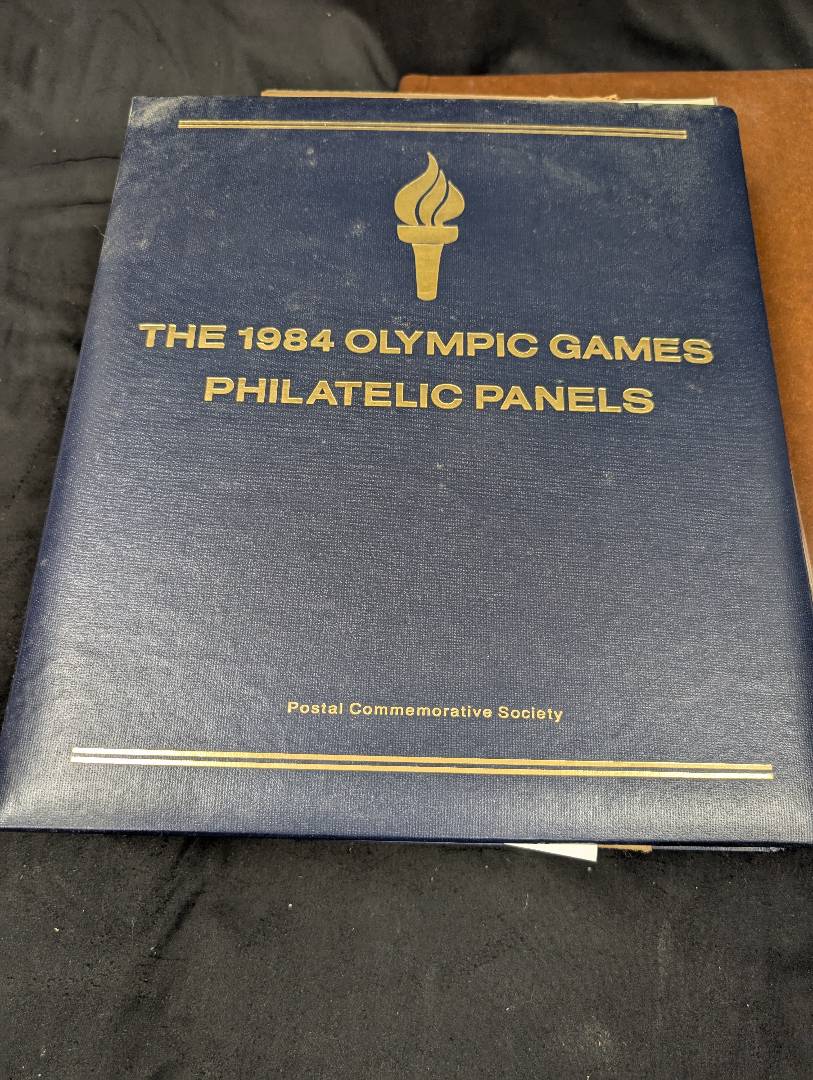 THE 1984 OLYMPIC GAMES
PHILATELIC PANELS
Postal Commemorative Society